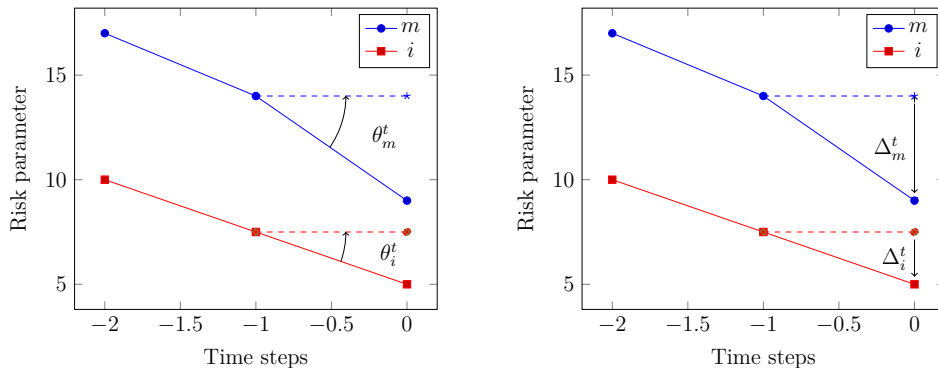 m
i
15
10
5
θ_m^t
θ_i^t
−2 −1.5 −1 −0.5 0
Time steps
Risk parameter
m
i
15
10
5
Δ_m^t
Δ_i^t
−2 −1.5 −1 −0.5 0
Time steps
Risk parameter